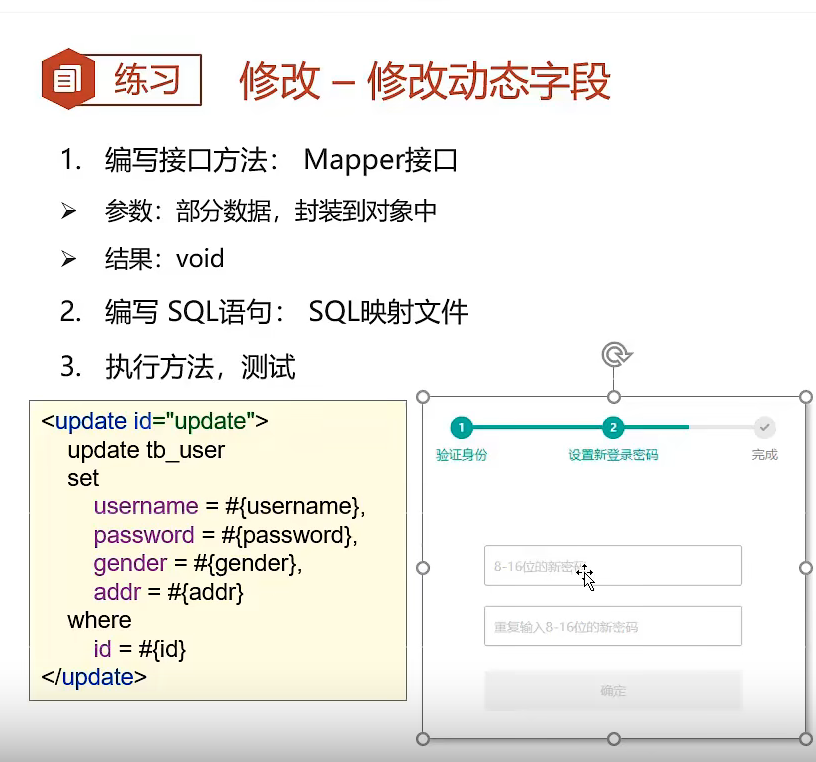 练习
修改 – 修改动态字段
1. 编写接口方法： Mapper接口
➢ 参数：部分数据，封装到对象中
➢ 结果：void
2. 编写 SQL语句： SQL映射文件
3. 执行方法，测试
<update id="update">
update tb_user
set
username = #{username},
password = #{password},
gender = #{gender},
addr = #{addr}
where
id = #{id}
</update>
1
2
验证身份
设置新登录密码
完成
8-16位的新密码
重复输入8-16位的新密码
确定